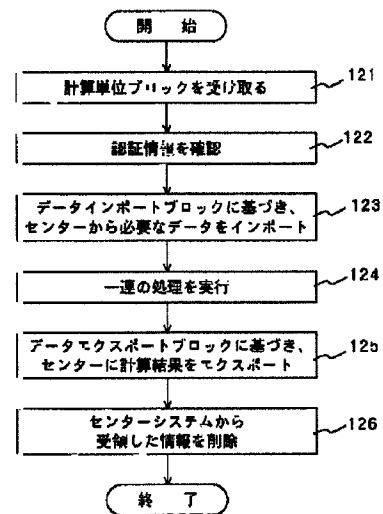 開 始
計算単位ブロックを受け取る
121
認証情報を確認
122
データインポートブロックに基づき、
センターから必要なデータをインポート
123
一連の処理を実行
124
データエクスポートブロックに基づき、
センターに計算結果をエクスポート
125
センターシステムから
受領した情報を削除
126
終 了